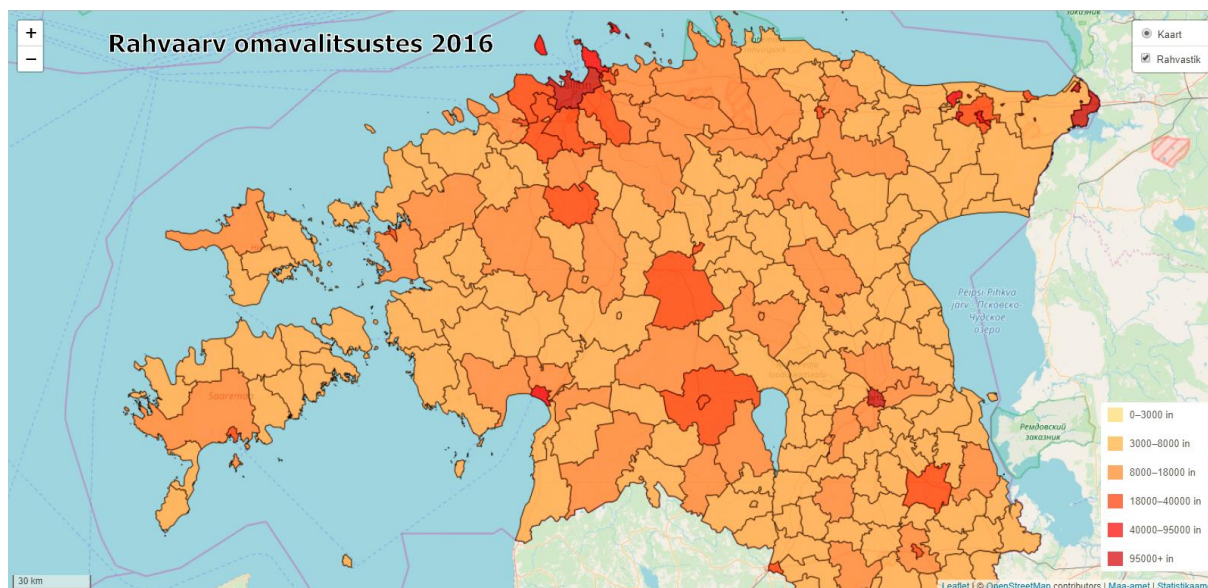 +
−
Rahvaarv omavalitsustes 2016
Kaart
Rahvastik
заказник
Saaremaa
Peipsi-Pihkva
järv - Псковско-
Чудское
озеро
Ремдовский
заказник
0–3000 in
3000–8000 in
8000–18000 in
18000–40000 in
40000–95000 in
95000+ in
30 km
Leaflet | © OpenStreetMap contributors | Maa-amet | Statistikaam